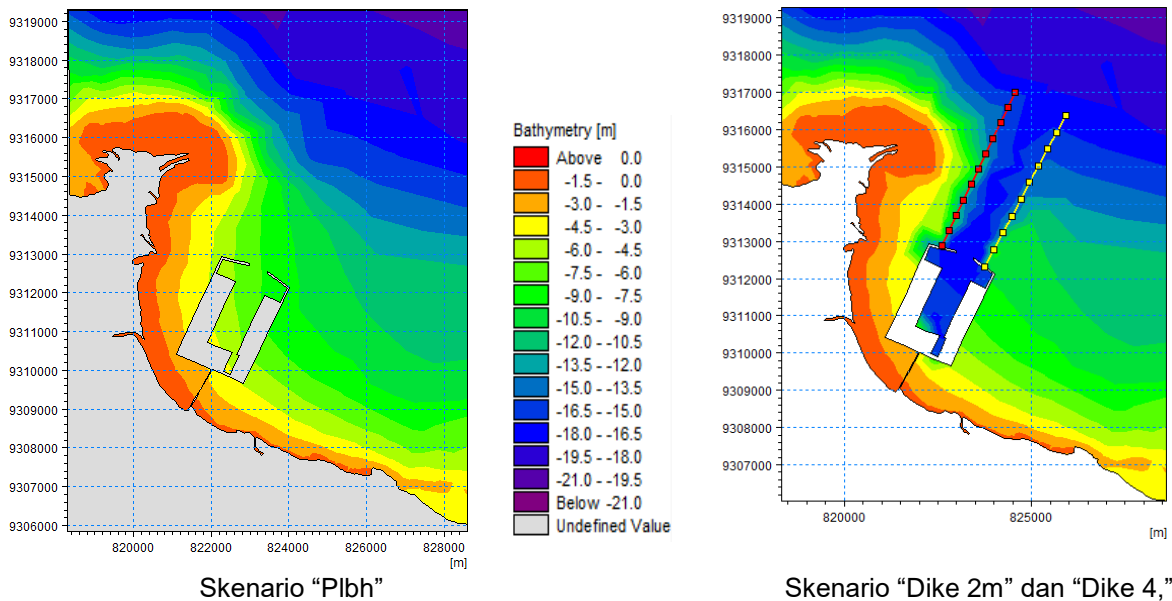 9319000
9318000
9317000
9316000
9315000
9314000
9313000
9312000
9311000
9310000
9309000
9308000
9307000
9306000
820000 822000 824000 826000 828000
[m]
Skenario “Plbh”
Bathymetry [m]
Above 0.0
-1.5 - 0.0
-3.0 - -1.5
-4.5 - -3.0
-6.0 - -4.5
-7.5 - -6.0
-9.0 - -7.5
-10.5 - -9.0
-12.0 - -10.5
-13.5 - -12.0
-15.0 - -13.5
-16.5 - -15.0
-18.0 - -16.5
-19.5 - -18.0
-21.0 - -19.5
Below -21.0
Undefined Value
9319000
9318000
9317000
9316000
9315000
9314000
9313000
9312000
9311000
9310000
9309000
9308000
9307000
820000 825000
[m]
Skenario “Dike 2m” dan “Dike 4,”